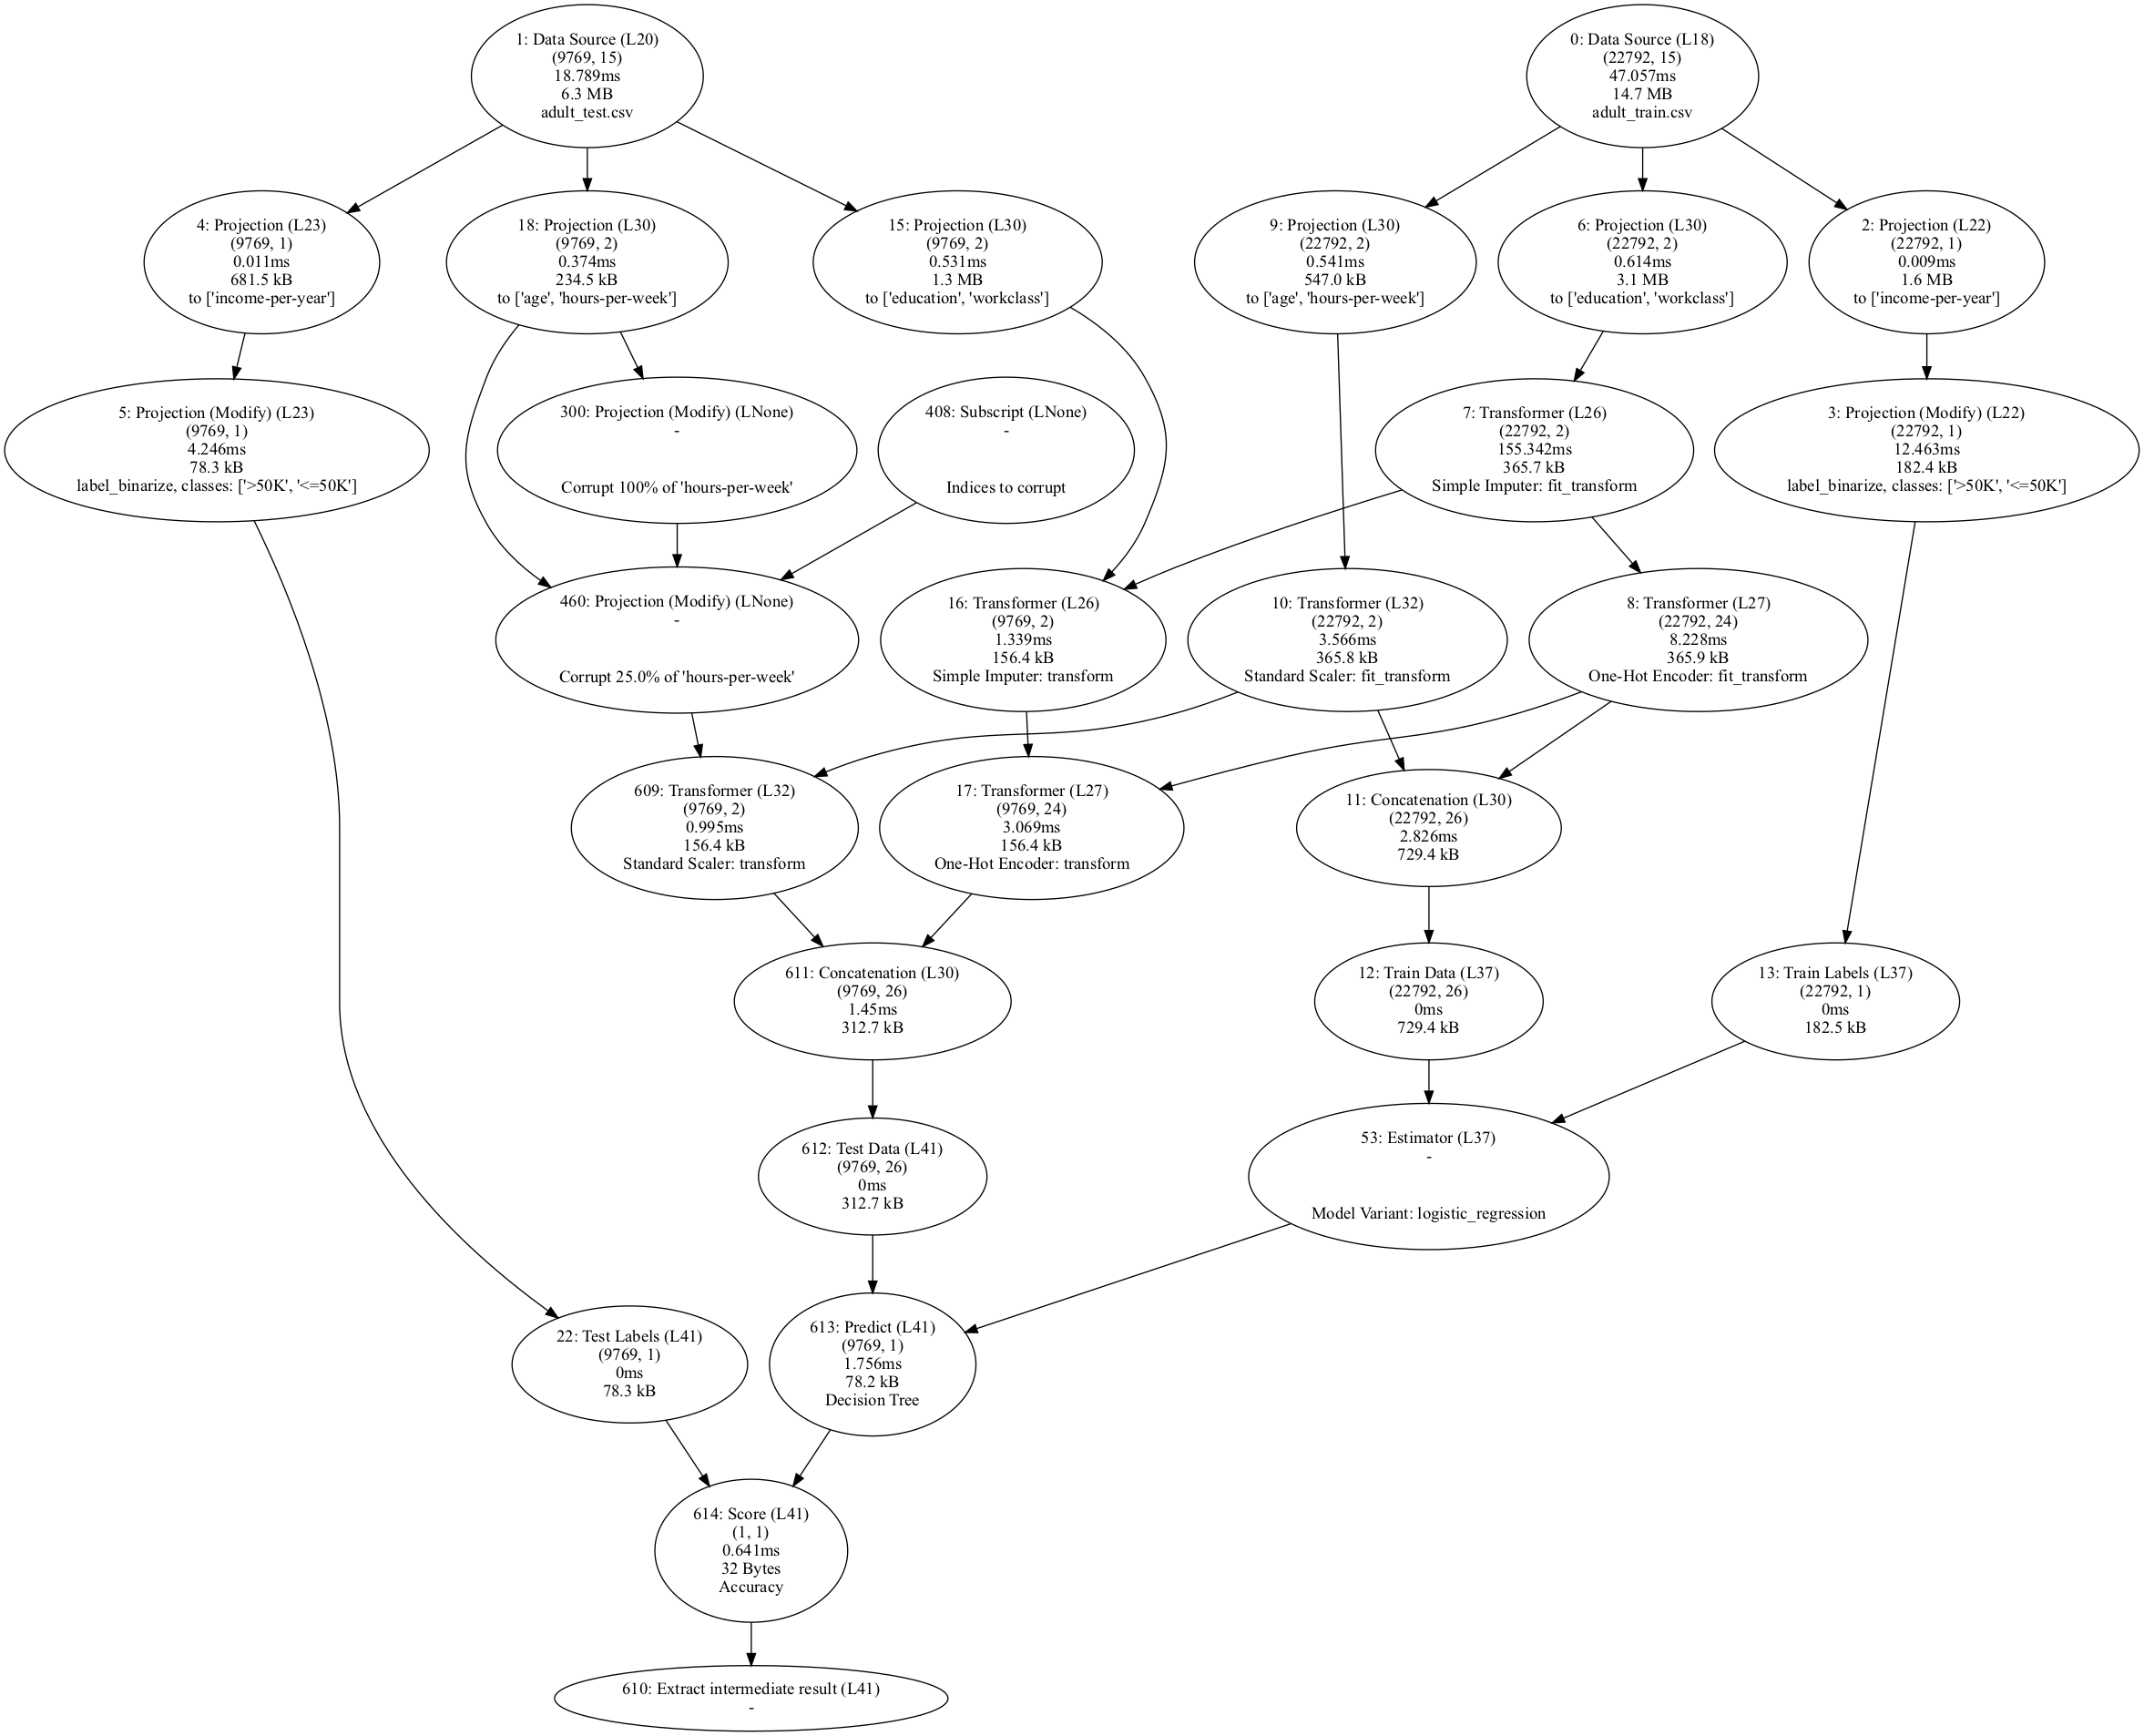 1: Data Source (L20)
(9769, 15)
18.789ms
6.3 MB
adult_test.csv
0: Data Source (L18)
(22792, 15)
47.057ms
14.7 MB
adult_train.csv
4: Projection (L23)
(9769, 1)
0.011ms
681.5 kB
to ['income-per-year']
18: Projection (L30)
(9769, 2)
0.374ms
234.5 kB
to ['age', 'hours-per-week']
15: Projection (L30)
(9769, 2)
0.531ms
1.3 MB
to ['education', 'workclass']
9: Projection (L30)
(22792, 2)
0.541ms
547.0 kB
to ['age', 'hours-per-week']
6: Projection (L30)
(22792, 2)
0.614ms
3.1 MB
to ['education', 'workclass']
2: Projection (L22)
(22792, 1)
0.009ms
1.6 MB
to ['income-per-year']
5: Projection (Modify) (L23)
(9769, 1)
4.246ms
78.3 kB
label_binarize, classes: ['>50K', '<=50K']
300: Projection (Modify) (LNone)
-
Corrupt 100% of 'hours-per-week'
408: Subscript (LNone)
-
Indices to corrupt
7: Transformer (L26)
(22792, 2)
155.342ms
365.7 kB
Simple Imputer: fit_transform
3: Projection (Modify) (L22)
(22792, 1)
12.463ms
182.4 kB
label_binarize, classes: ['>50K', '<=50K']
460: Projection (Modify) (LNone)
-
Corrupt 25.0% of 'hours-per-week'
16: Transformer (L26)
(9769, 2)
1.339ms
156.4 kB
Simple Imputer: transform
10: Transformer (L32)
(22792, 2)
3.566ms
365.8 kB
Standard Scaler: fit_transform
8: Transformer (L27)
(22792, 24)
8.228ms
365.9 kB
One-Hot Encoder: fit_transform
609: Transformer (L32)
(9769, 2)
0.995ms
156.4 kB
Standard Scaler: transform
17: Transformer (L27)
(9769, 24)
3.069ms
156.4 kB
One-Hot Encoder: transform
11: Concatenation (L30)
(22792, 26)
2.826ms
729.4 kB
611: Concatenation (L30)
(9769, 26)
1.45ms
312.7 kB
12: Train Data (L37)
(22792, 26)
0ms
729.4 kB
13: Train Labels (L37)
(22792, 1)
0ms
182.5 kB
612: Test Data (L41)
(9769, 26)
0ms
312.7 kB
53: Estimator (L37)
-
Model Variant: logistic_regression
22: Test Labels (L41)
(9769, 1)
0ms
78.3 kB
613: Predict (L41)
(9769, 1)
1.756ms
78.2 kB
Decision Tree
614: Score (L41)
(1, 1)
0.641ms
32 Bytes
Accuracy
610: Extract intermediate result (L41)
-